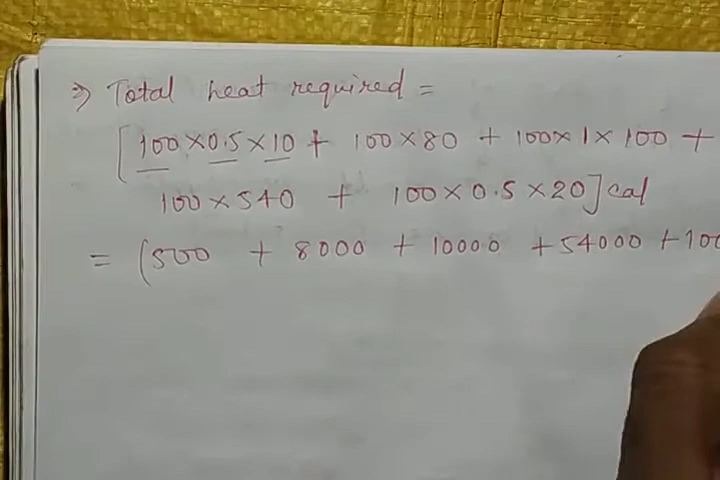 ⇒ Total heat required =
[100×0.5×10 + 100×80 + 100×1×100 +
100×540 + 100×0.5×20] cal
= (500 + 8000 + 10000 + 54000 + 100